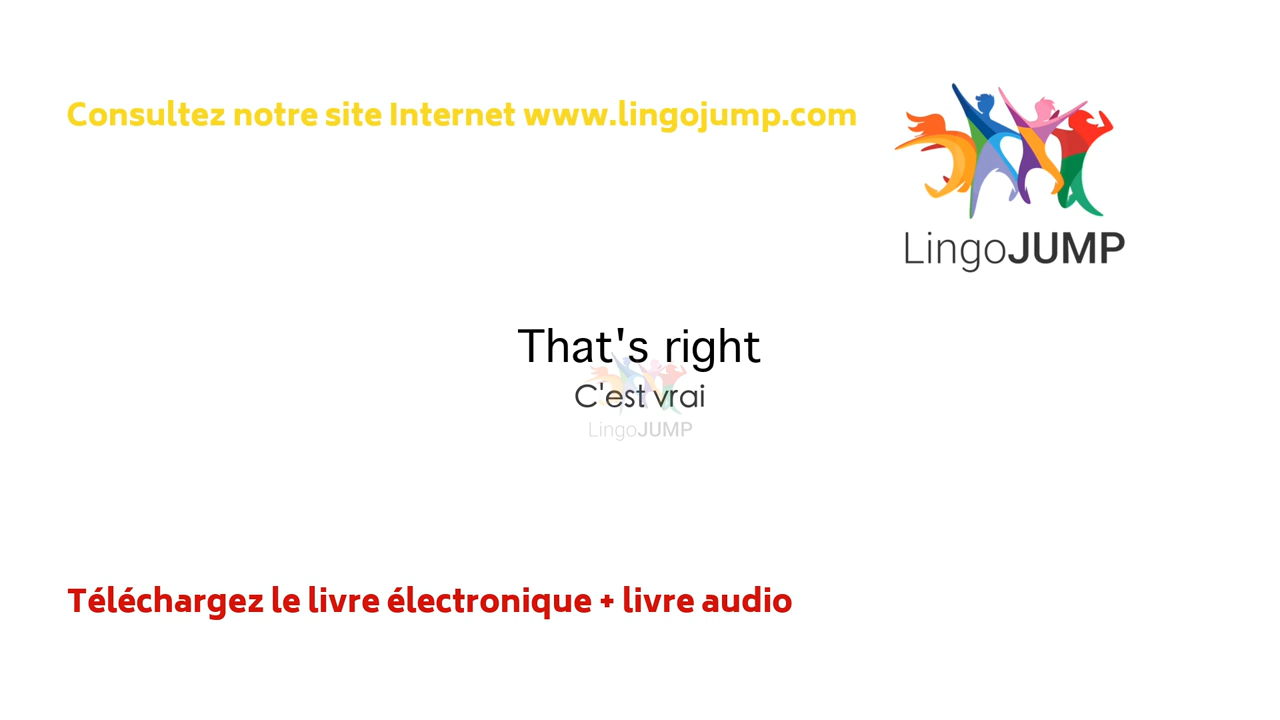 Consultez notre site Internet www.lingojump.com
LingoJUMP
That's right
C'est vrai
LingoJUMP
Téléchargez le livre électronique + livre audio